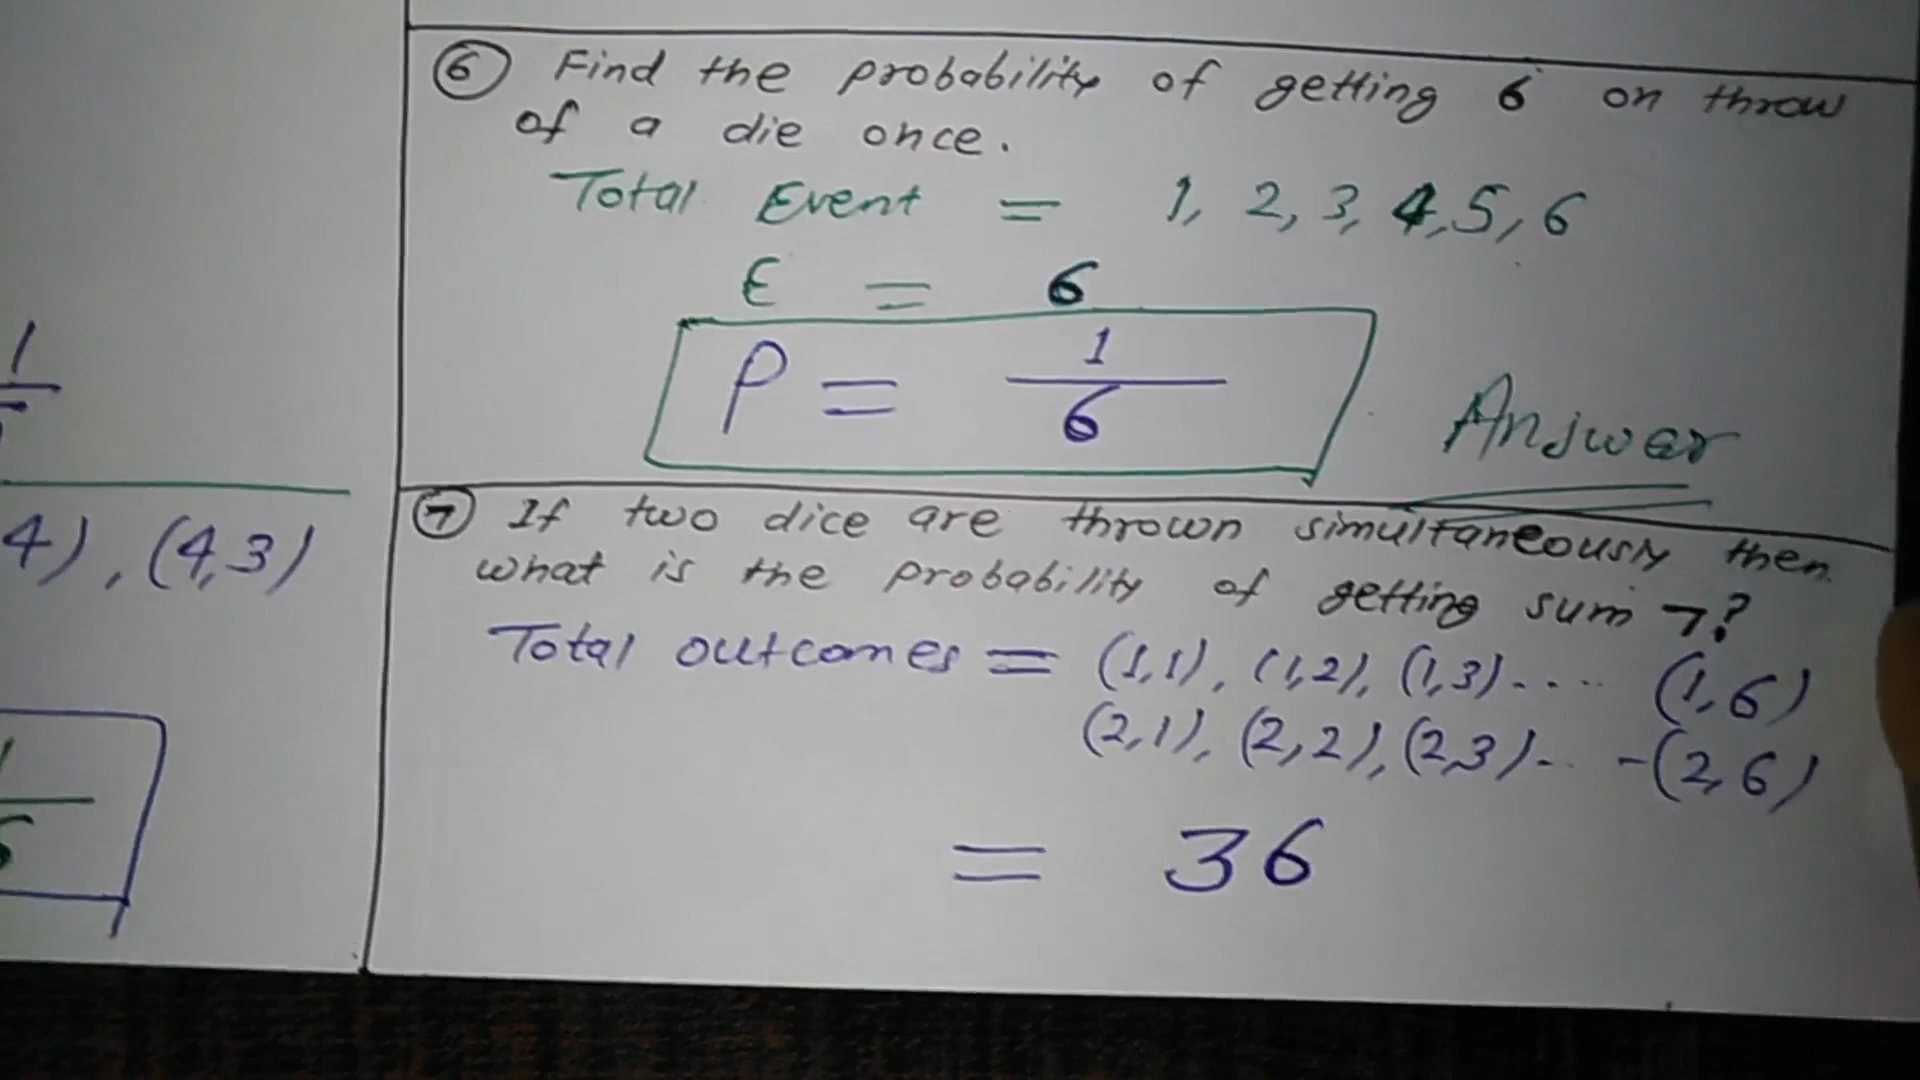 ⑥ Find the probability of getting 6 on throw
of a die once.
Total Event = 1, 2, 3, 4, 5, 6
E = 6
P = 1/6
Answer
1
4), (4,3)
⑦ If two dice are thrown simultaneously then
what is the probability of getting sum 7?
Total outcomes = (1,1), (1,2), (1,3).... (1,6)
(2,1), (2,2), (2,3)-.. -(2,6)
= 36